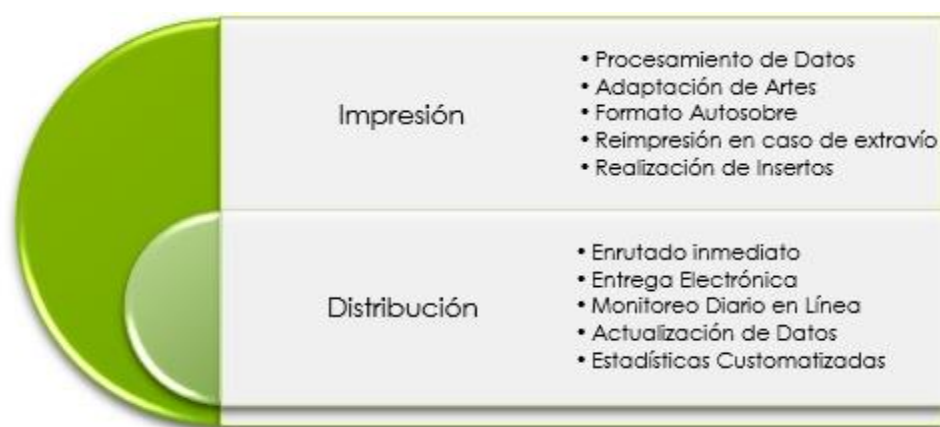 Impresión
• Procesamiento de Datos
• Adaptación de Artes
• Formato Autosobre
• Reimpresión en caso de extravío
• Realización de Insertos
Distribución
• Enrutado inmediato
• Entrega Electrónica
• Monitoreo Diario en Línea
• Actualización de Datos
• Estadísticas Customatizadas